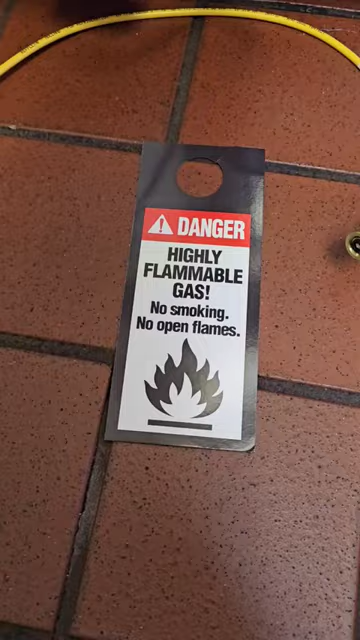 DANGER
HIGHLY
FLAMMABLE
GAS!
No smoking.
No open flames.